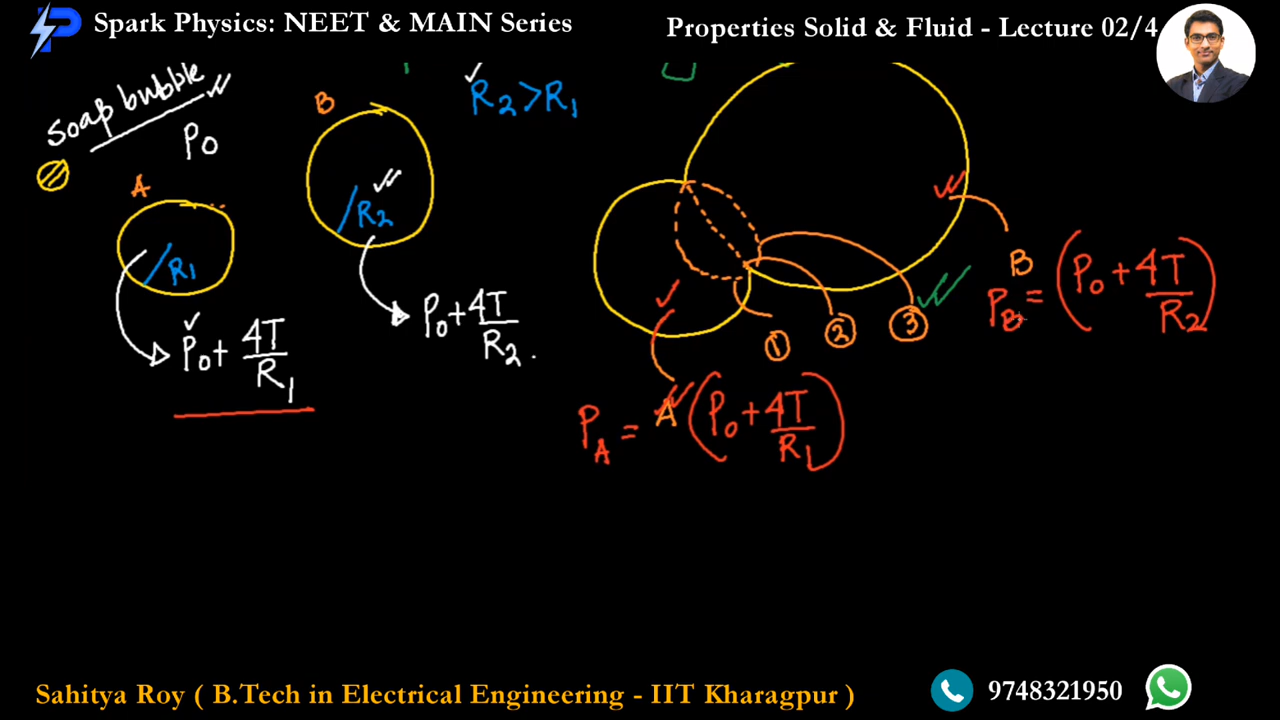 Spark Physics: NEET & MAIN Series
Properties Solid & Fluid - Lecture 02/4
Soap bubble
P0
A
R1
P0 + 4T/R1
B
R2
P0 + 4T/R2.
R2 > R1
1
2
3
B
PB = (P0 + 4T/R2)
A
PA = (P0 + 4T/R1)
Sahitya Roy ( B.Tech in Electrical Engineering - IIT Kharagpur )
9748321950